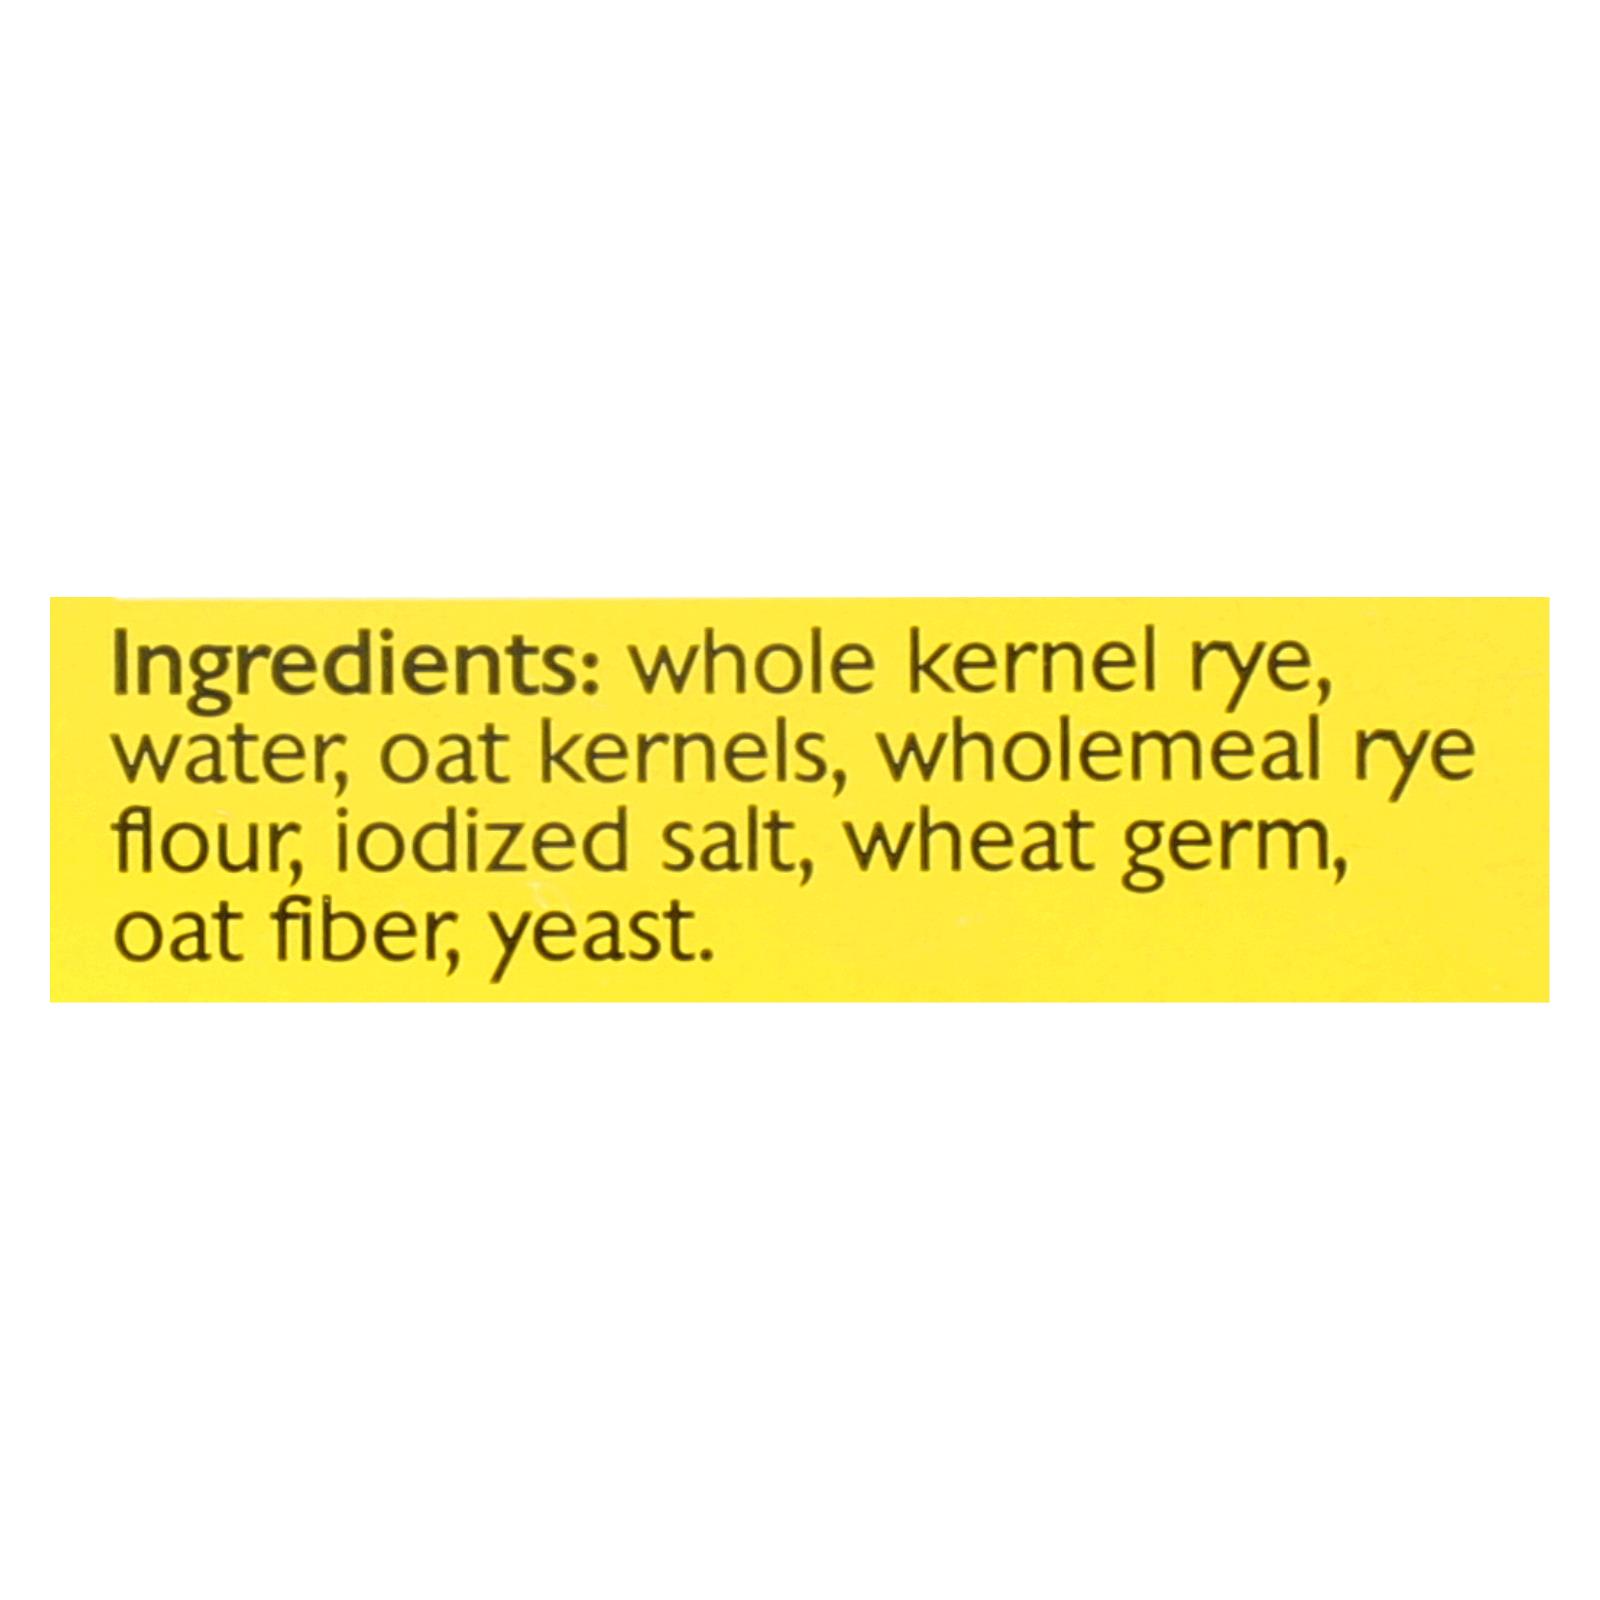 Ingredients: whole kernel rye,
water, oat kernels, wholemeal rye
flour, iodized salt, wheat germ,
oat fiber, yeast.